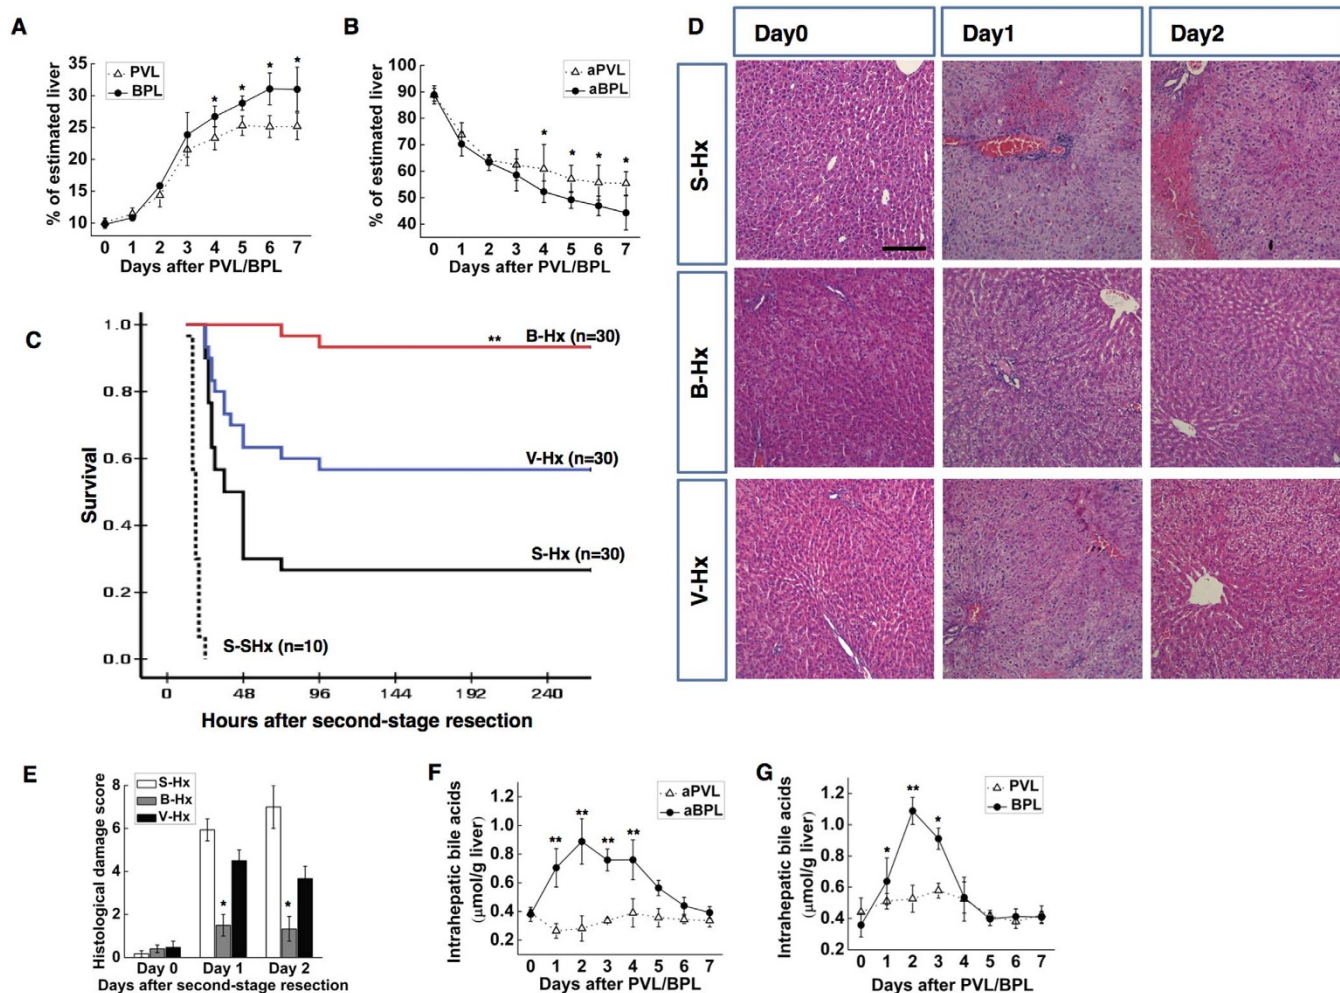 A
PVL
BPL
% of estimated liver
35
30
25
20
15
10
* * * *
0 1 2 3 4 5 6 7
Days after PVL/BPL
B
aPVL
aBPL
% of estimated liver
100
90
80
70
60
50
40
* * * *
0 1 2 3 4 5 6 7
Days after PVL/BPL
C
Survival
1.0
0.8
0.6
0.4
0.2
0.0
**
B-Hx (n=30)
V-Hx (n=30)
S-Hx (n=30)
S-SHx (n=10)
0 48 96 144 192 240
Hours after second-stage resection
D
Day0 Day1 Day2
S-Hx
B-Hx
V-Hx
E
S-Hx
B-Hx
V-Hx
Histological damage score
8
6
4
2
0
* *
Day 0 Day 1 Day 2
Days after second-stage resection
F
aPVL
aBPL
Intrahepatic bile acids
(μmol/g liver)
1.2
1.0
0.8
0.6
0.4
0.2
** ** ** **
0 1 2 3 4 5 6 7
Days after PVL/BPL
G
PVL
BPL
Intrahepatic bile acids
(μmol/g liver)
1.2
1.0
0.8
0.6
0.4
0.2
* ** *
0 1 2 3 4 5 6 7
Days after PVL/BPL